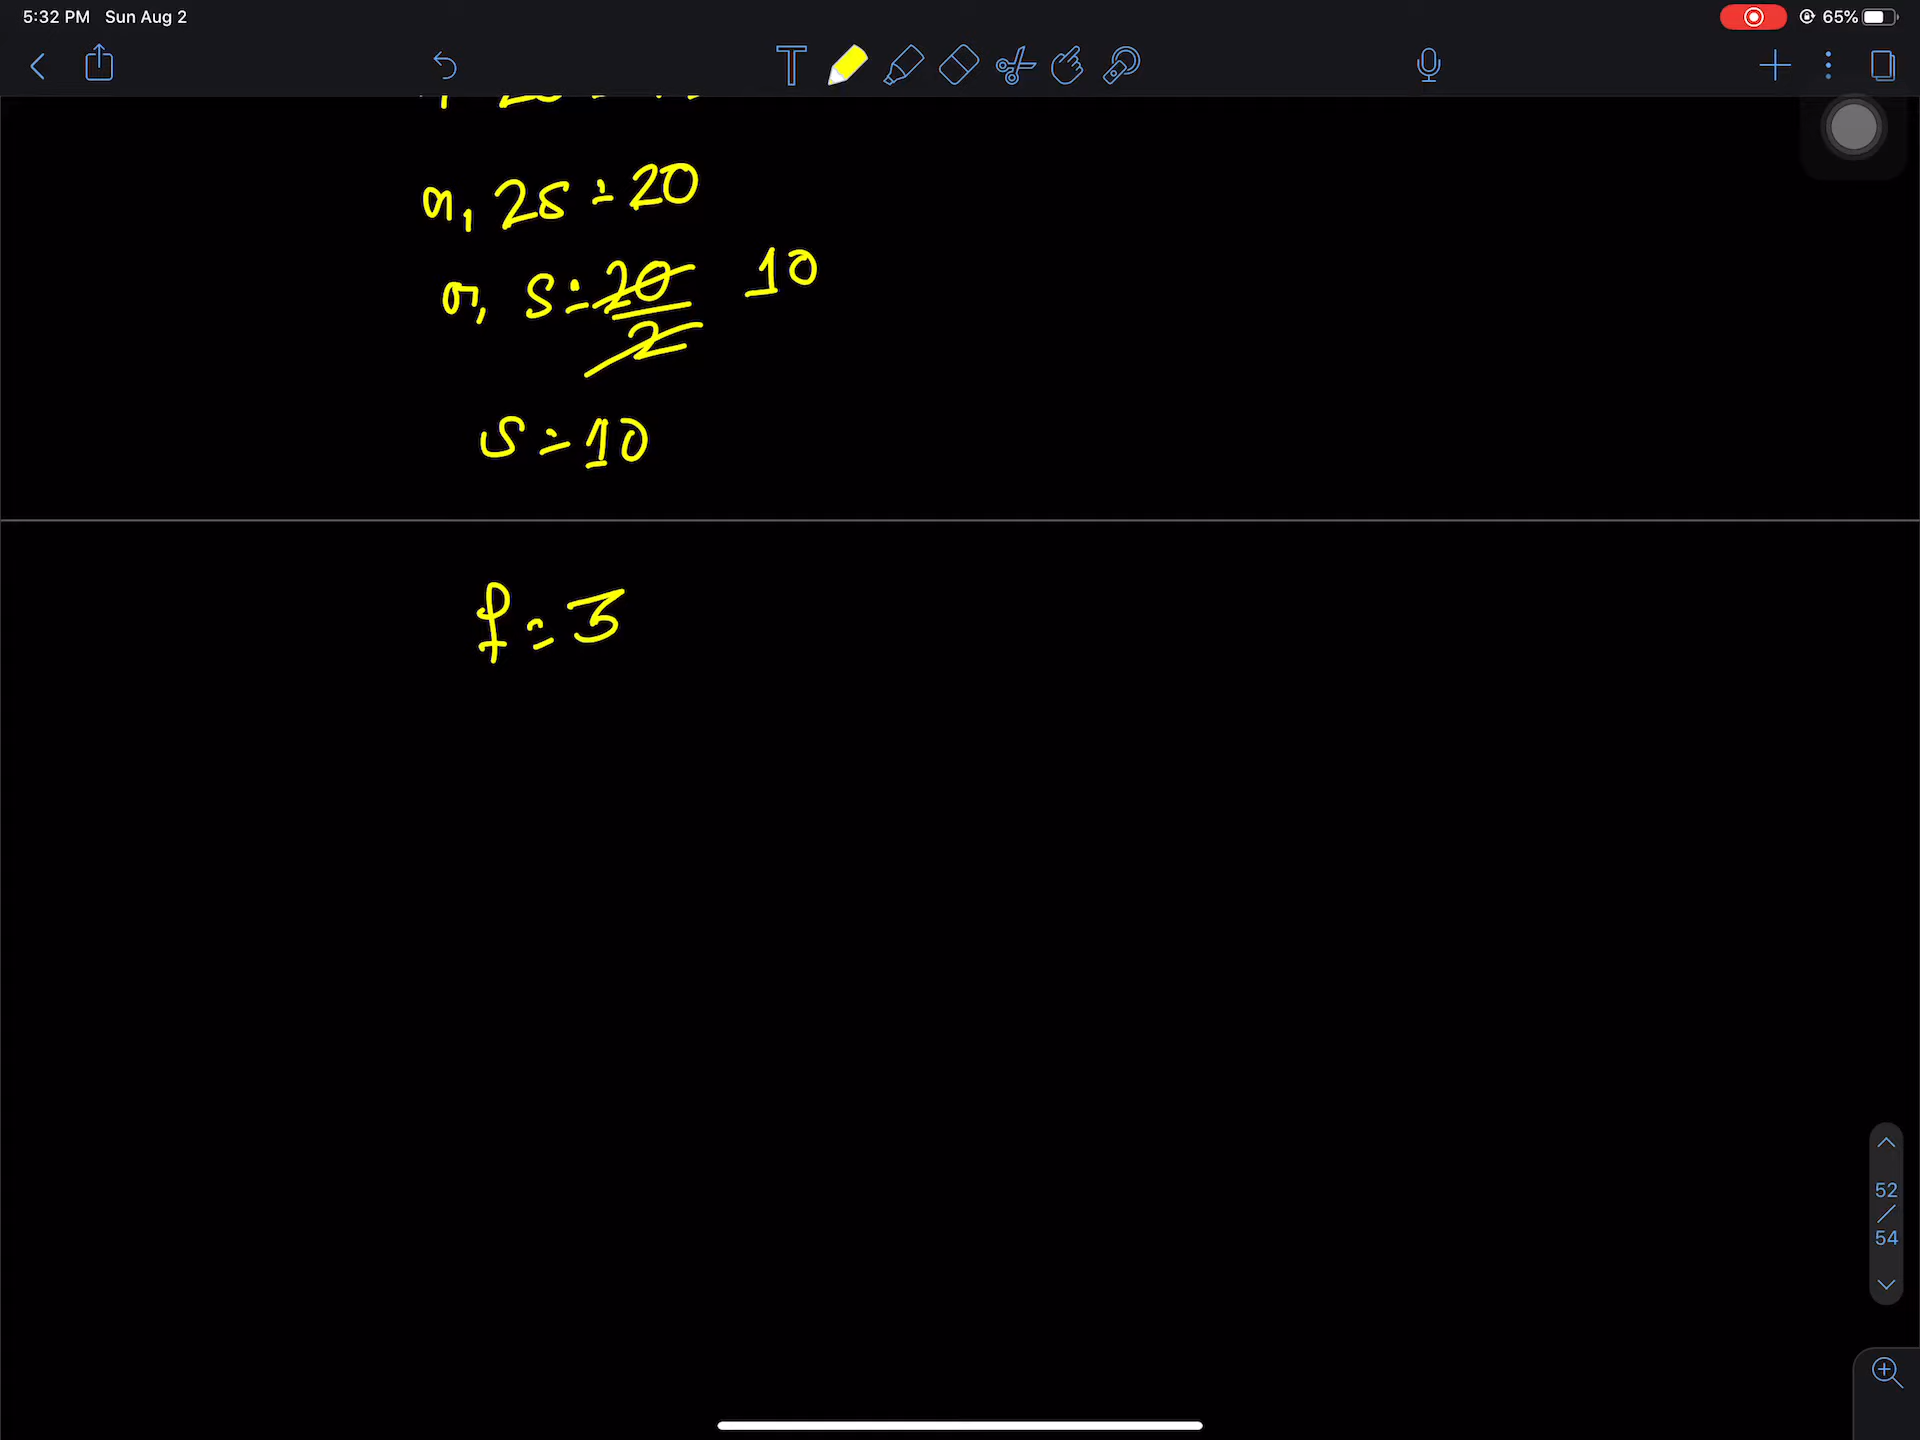 5:32 PM Sun Aug 2
65%
or, 2s = 20
or, s = 20/2 10
s = 10
f = 3
52
/
54